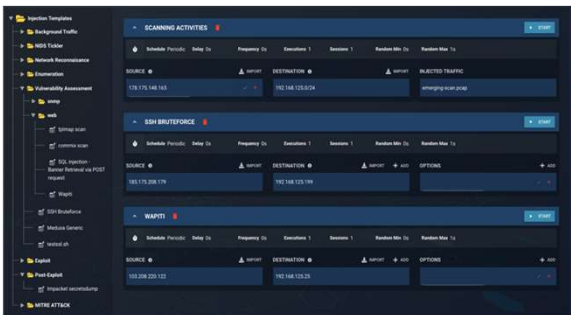 Injection Templates
Background Traffic
NIDS Tickler
Network Reconnaissance
Enumeration
Vulnerability Assessment
snmp
web
tplmap scan
commix scan
SQL injection -
Banner Retrieval via POST
request
Wapiti
SSH Bruteforce
Medusa Generic
testssl.sh
Exploit
Post-Exploit
Impacket secretsdump
MITRE ATT&CK
SCANNING ACTIVITIES
START
Schedule Periodic Delay 0s Frequency 0s Executions 1 Sessions 1 Random Min 0s Random Max 1s
SOURCE IMPORT DESTINATION IMPORT INJECTED TRAFFIC
178.175.148.165 192.168.125.0/24 emerging-scan.pcap
SSH BRUTEFORCE
START
Schedule Periodic Delay 0s Frequency 0s Executions 1 Sessions 1 Random Min 0s Random Max 1s
SOURCE IMPORT DESTINATION IMPORT + ADD OPTIONS + ADD
185.175.208.179 192.168.125.199
WAPITI
START
Schedule Periodic Delay 0s Frequency 0s Executions 1 Sessions 1 Random Min 0s Random Max 1s
SOURCE IMPORT DESTINATION IMPORT + ADD OPTIONS + ADD
103.208.220.122 192.168.125.25